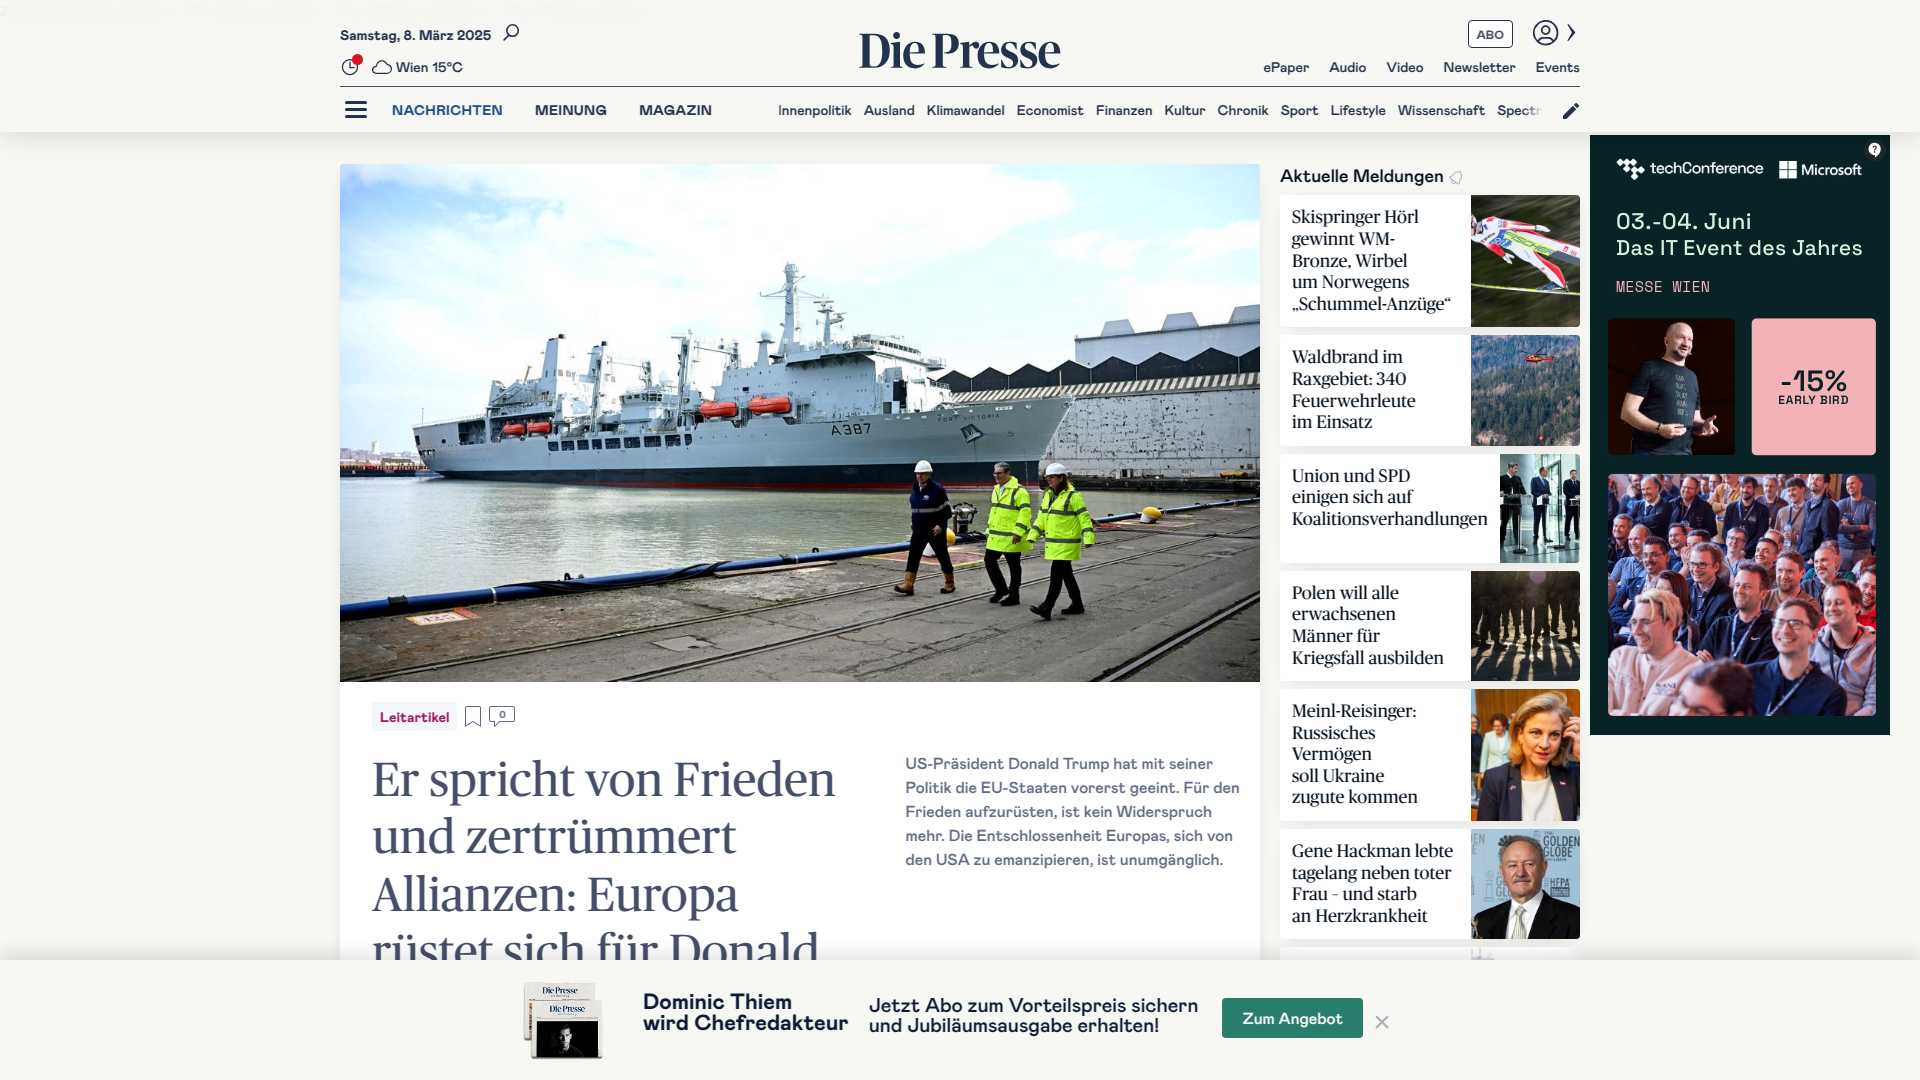 Samstag, 8. März 2025
Die Presse
ABO
Wien 15°C
ePaper Audio Video Newsletter Events
NACHRICHTEN MEINUNG MAGAZIN
Innenpolitik Ausland Klimawandel Economist Finanzen Kultur Chronik Sport Lifestyle Wissenschaft Spectr
A387
Leitartikel
0
Er spricht von Frieden
und zertrümmert
Allianzen: Europa
rüstet sich für Donald
US-Präsident Donald Trump hat mit seiner
Politik die EU-Staaten vorerst geeint. Für den
Frieden aufzurüsten, ist kein Widerspruch
mehr. Die Entschlossenheit Europas, sich von
den USA zu emanzipieren, ist unumgänglich.
Aktuelle Meldungen
Skispringer Hörl
gewinnt WM-
Bronze, Wirbel
um Norwegens
„Schummel-Anzüge“
Waldbrand im
Raxgebiet: 340
Feuerwehrleute
im Einsatz
Union und SPD
einigen sich auf
Koalitionsverhandlungen
Polen will alle
erwachsenen
Männer für
Kriegsfall ausbilden
Meinl-Reisinger:
Russisches
Vermögen
soll Ukraine
zugute kommen
Gene Hackman lebte
tagelang neben toter
Frau – und starb
an Herzkrankheit
GOLDEN
GLOBE
HFPA
techConference Microsoft
03.-04. Juni
Das IT Event des Jahres
MESSE WIEN
-15%
EARLY BIRD
Die Presse
Die Presse
Dominic Thiem
wird Chefredakteur
Jetzt Abo zum Vorteilspreis sichern
und Jubiläumsausgabe erhalten!
Zum Angebot